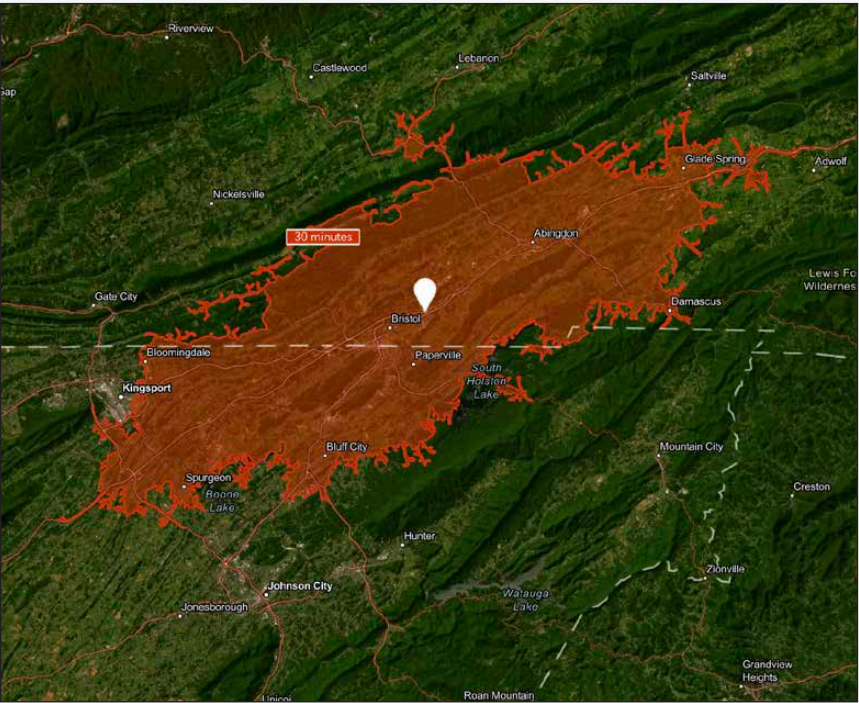 Riverview
Lebanon
Castlewood
Saltville
Gap
Glade Spring
Adwolf
Nickelsville
30 minutes
Abingdon
Lewis Fo
Wildernes
Gate City
Damascus
Bristol
Bloomingdale
Paperville
South
Holston
Lake
Kingsport
Bluff City
Mountain City
Spurgeon
Boone
Lake
Creston
Hunter
Zionville
Johnson City
Watauga
Lake
Jonesborough
Grandview
Heights
Roan Mountain
Unicoi